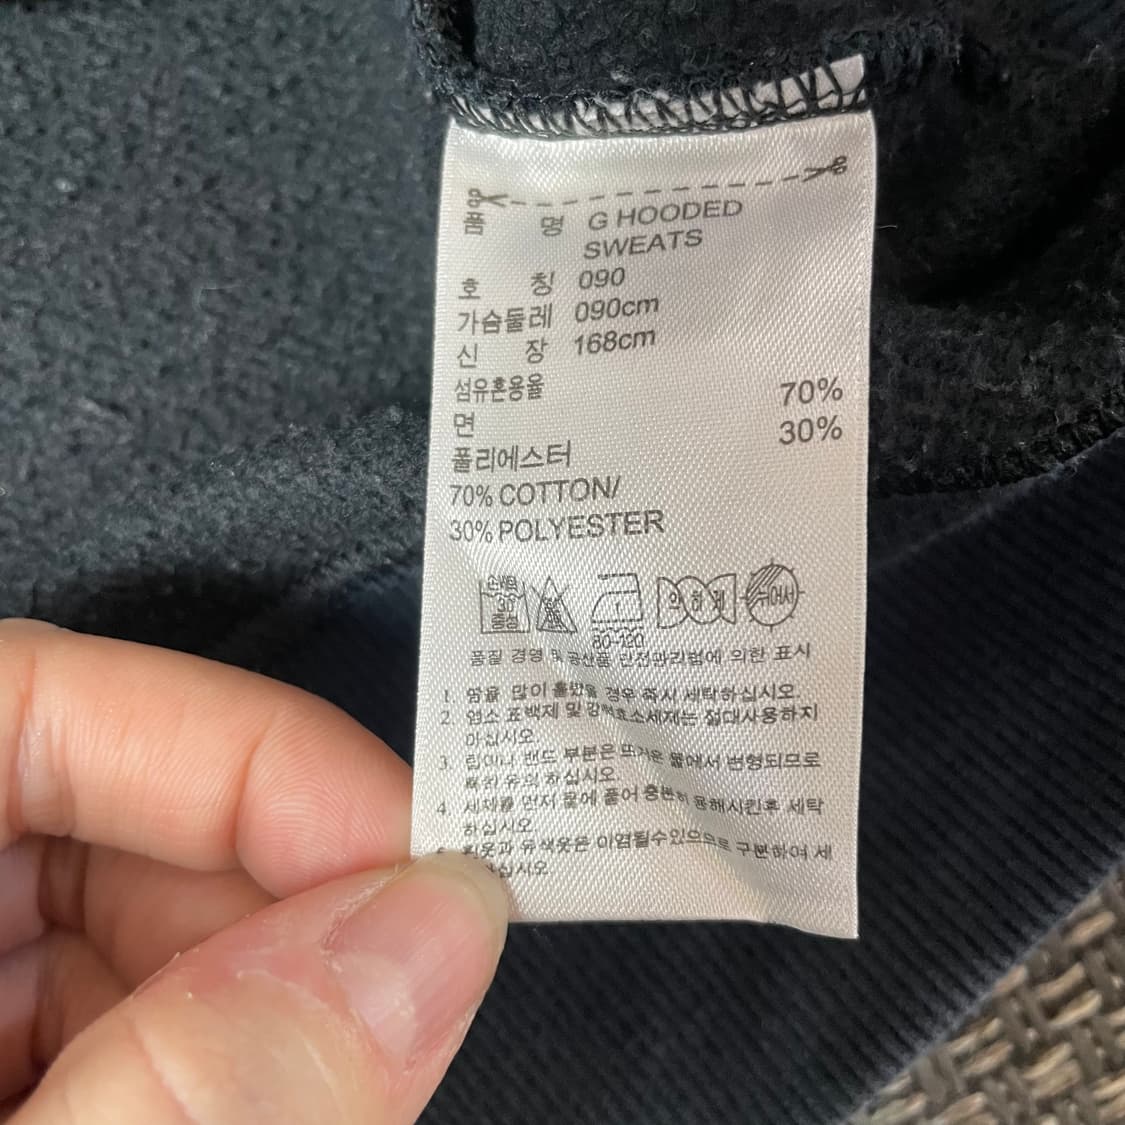 품 명 G HOODED
SWEATS
호 칭 090
가슴둘레 090cm
신 장 168cm
섬유혼용율
70%
면
30%
폴리에스터
70% COTTON/
30% POLYESTER
약하게
뉘어서
80-120
품질 경영 및 공산품 안전관리법에 의한 표시
1. 땀을 많이 흘렸을 경우 즉시 세탁하십시오.
2. 염소 표백제 및 강력효소세제는 절대사용하지
마십시오
3. 립이나 밴드 부분은 뜨거운 물에서 변형되므로
특히 유의 하십시오.
4. 세제를 먼저 물에 풀어 충분히 용해시킨후 세탁
하십시오
흰옷과 유색옷은 이염될수있으므로 구분하여 세
하십시오